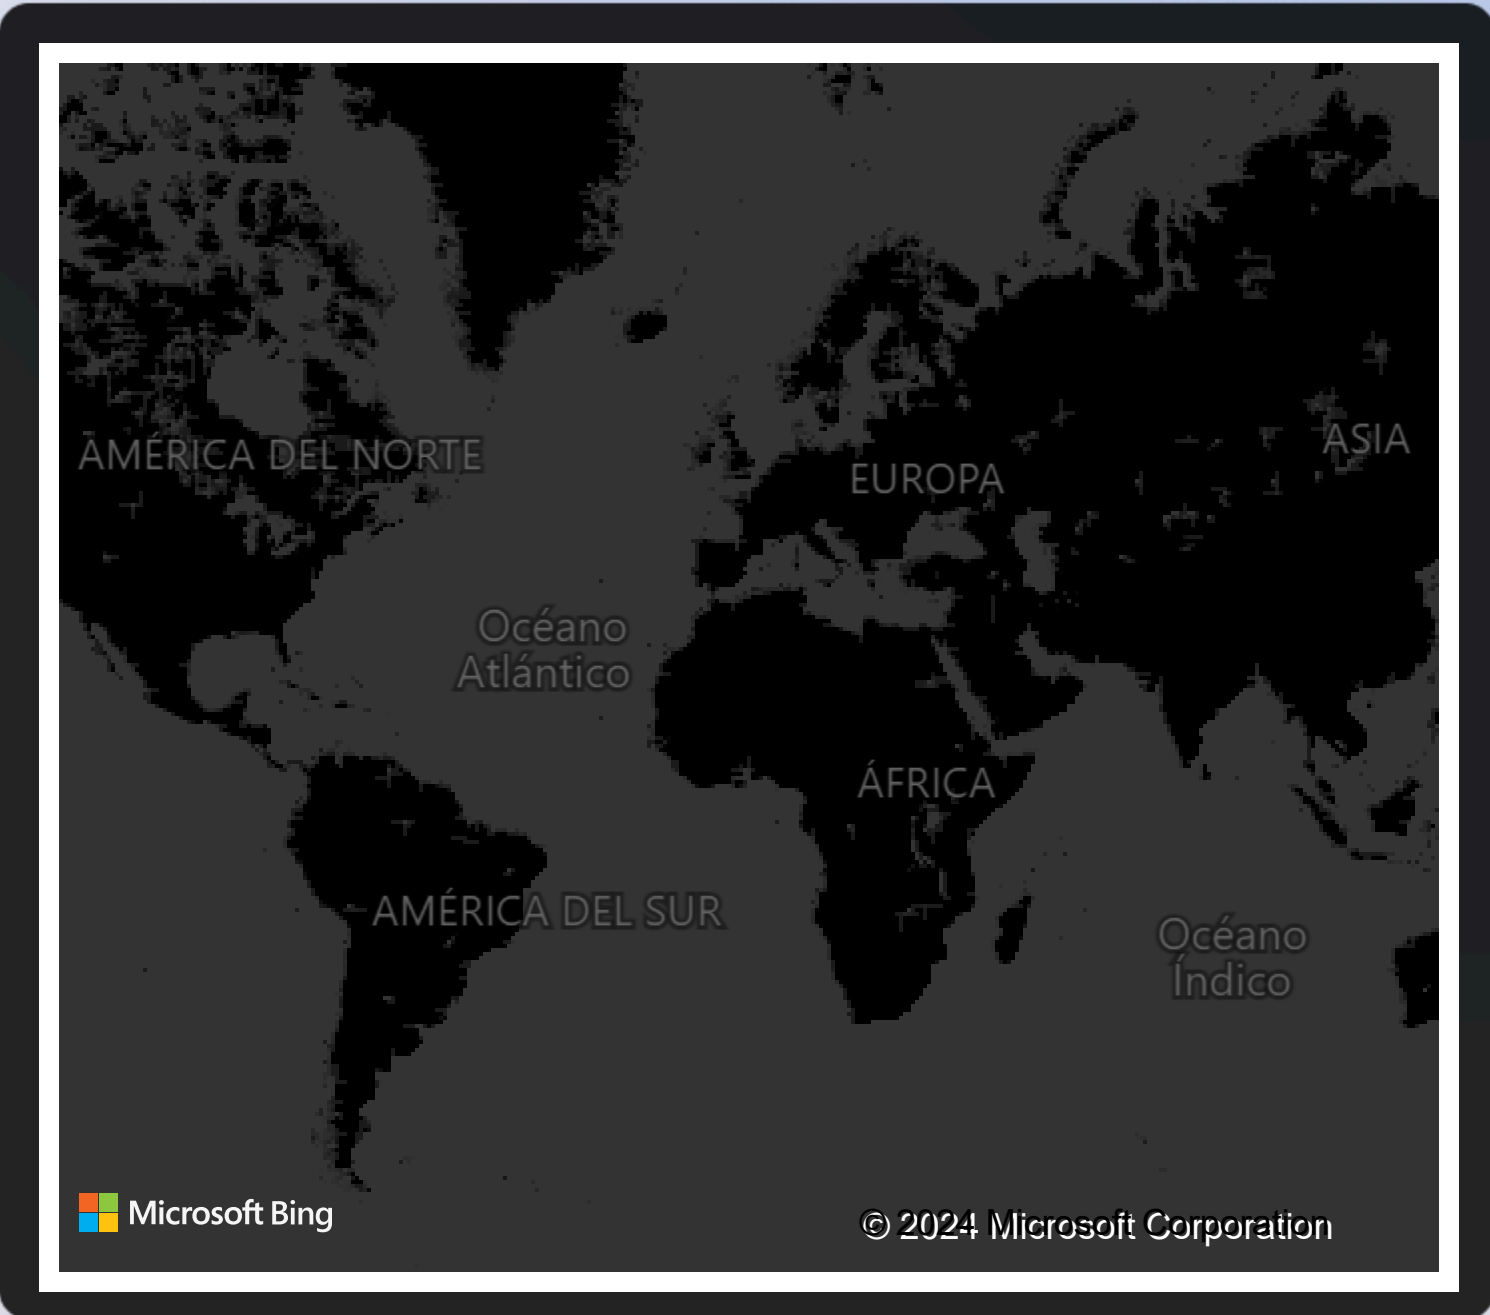 AMÉRICA DEL NORTE
ASIA
EUROPA
Océano
Atlántico
ÁFRICA
AMÉRICA DEL SUR
Océano
Índico
Microsoft Bing
© 2024 Microsoft Corporation